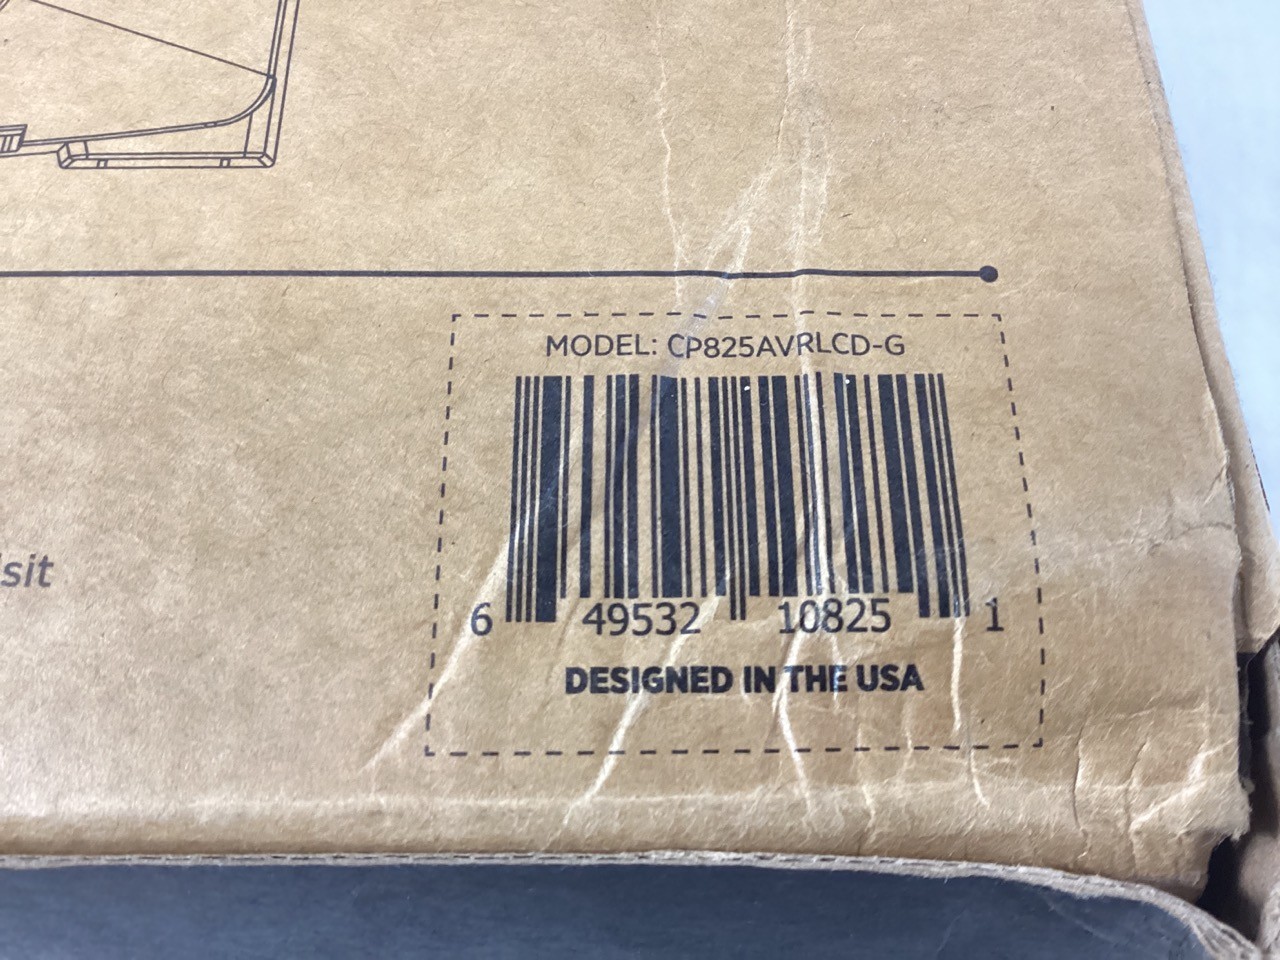 MODEL: CP825AVRLCD-G
sit
6 49532 10825 1
DESIGNED IN THE USA